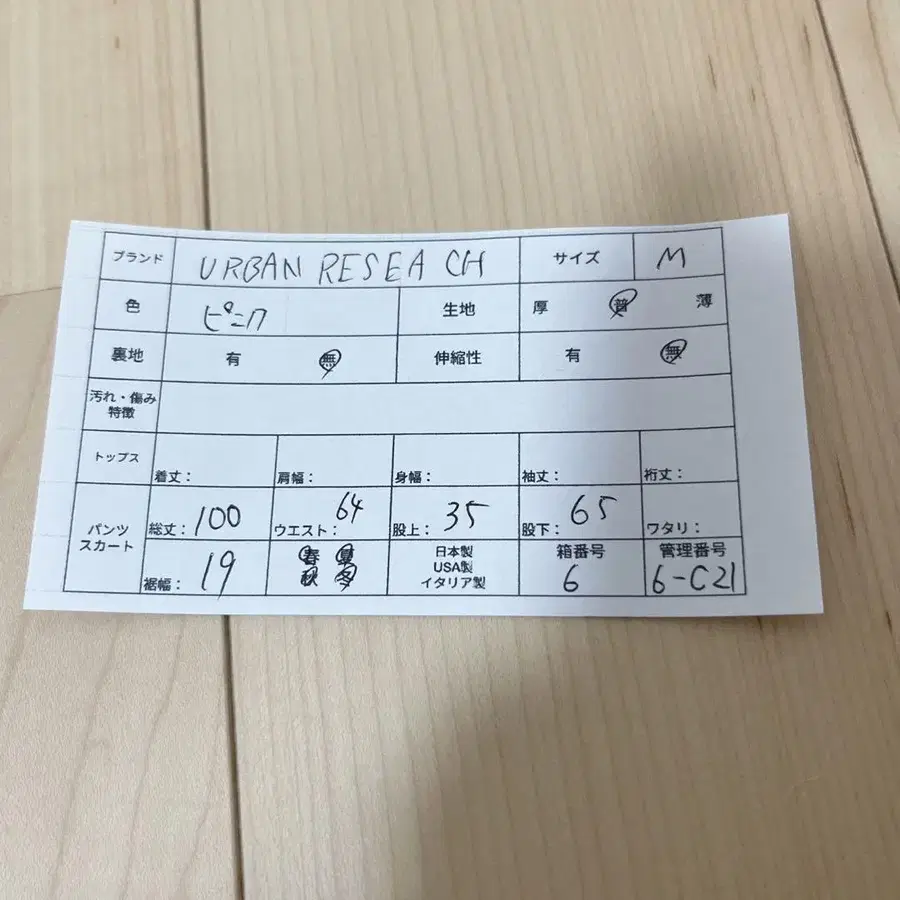 ブランド URBAN RESEA CH サイズ M
色 ピンク 生地 厚 普 薄
裏地 有 無 伸縮性 有 無
汚れ・傷み
特徴
トップス 着丈: 肩幅: 身幅: 袖丈: 裄丈:
パンツ
スカート
総丈: 100 ウエスト: 64 股上: 35 股下: 65 ワタリ:
裾幅: 19
春 夏
秋 冬
日本製
USA製
イタリア製
箱番号
6
管理番号
6-C21